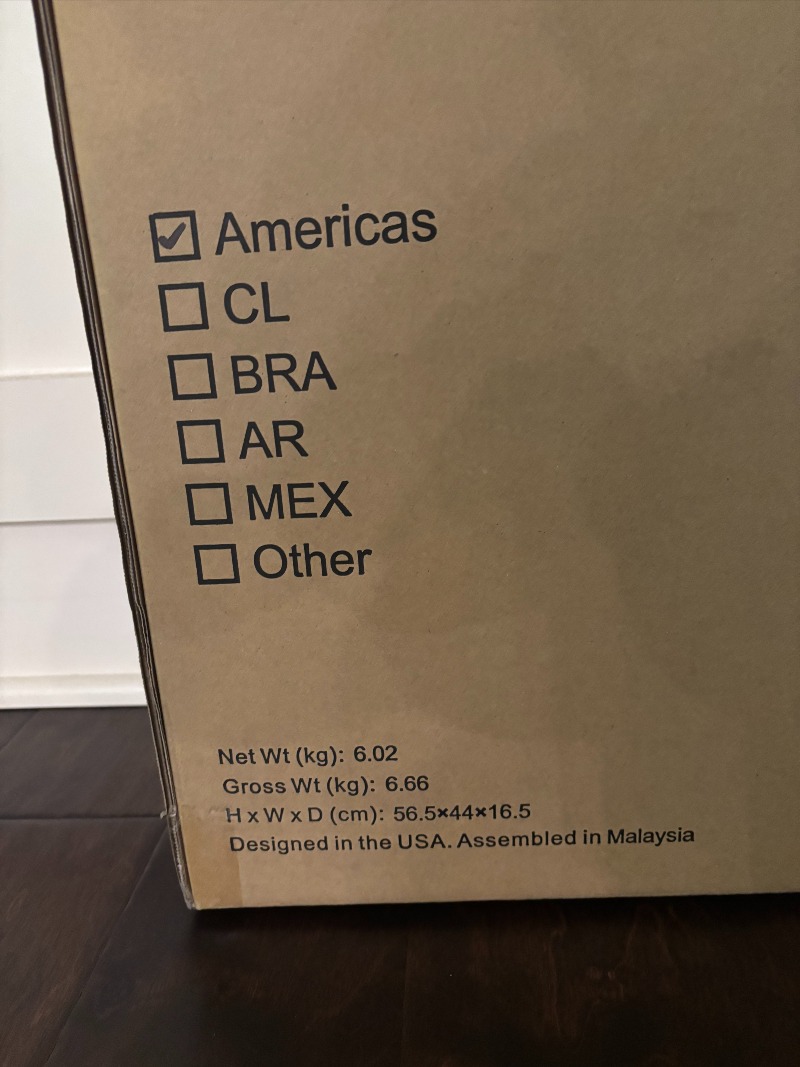 Americas
CL
BRA
AR
MEX
Other
Net Wt (kg): 6.02
Gross Wt (kg): 6.66
H x W x D (cm): 56.5×44×16.5
Designed in the USA. Assembled in Malaysia